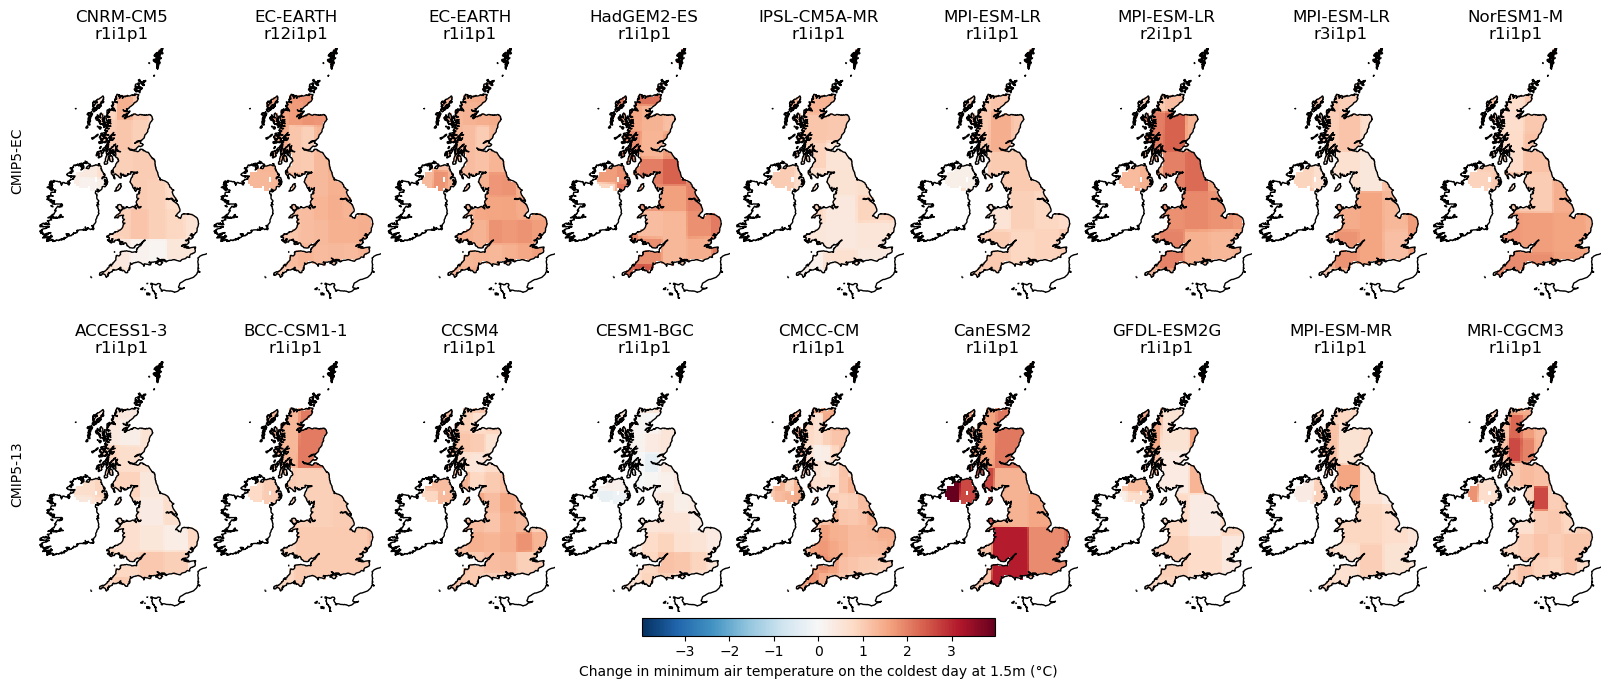 CNRM-CM5
r1i1p1
EC-EARTH
r12i1p1
EC-EARTH
r1i1p1
HadGEM2-ES
r1i1p1
IPSL-CM5A-MR
r1i1p1
MPI-ESM-LR
r1i1p1
MPI-ESM-LR
r2i1p1
MPI-ESM-LR
r3i1p1
NorESM1-M
r1i1p1
CMIP5-EC
ACCESS1-3
r1i1p1
BCC-CSM1-1
r1i1p1
CCSM4
r1i1p1
CESM1-BGC
r1i1p1
CMCC-CM
r1i1p1
CanESM2
r1i1p1
GFDL-ESM2G
r1i1p1
MPI-ESM-MR
r1i1p1
MRI-CGCM3
r1i1p1
CMIP5-13
−3 −2 −1 0 1 2 3
Change in minimum air temperature on the coldest day at 1.5m (°C)